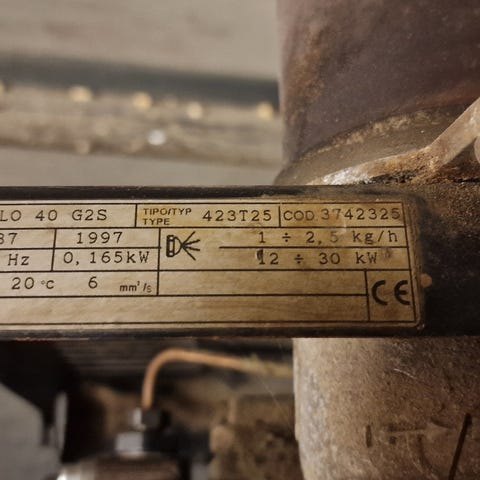 LO 40 G2S TIPO/TYP TYPE 423T25 COD. 3742325
87 1997 1 ÷ 2,5 kg/h
Hz 0,165kW 12 ÷ 30 kW
20 °C 6 mm²/s CE